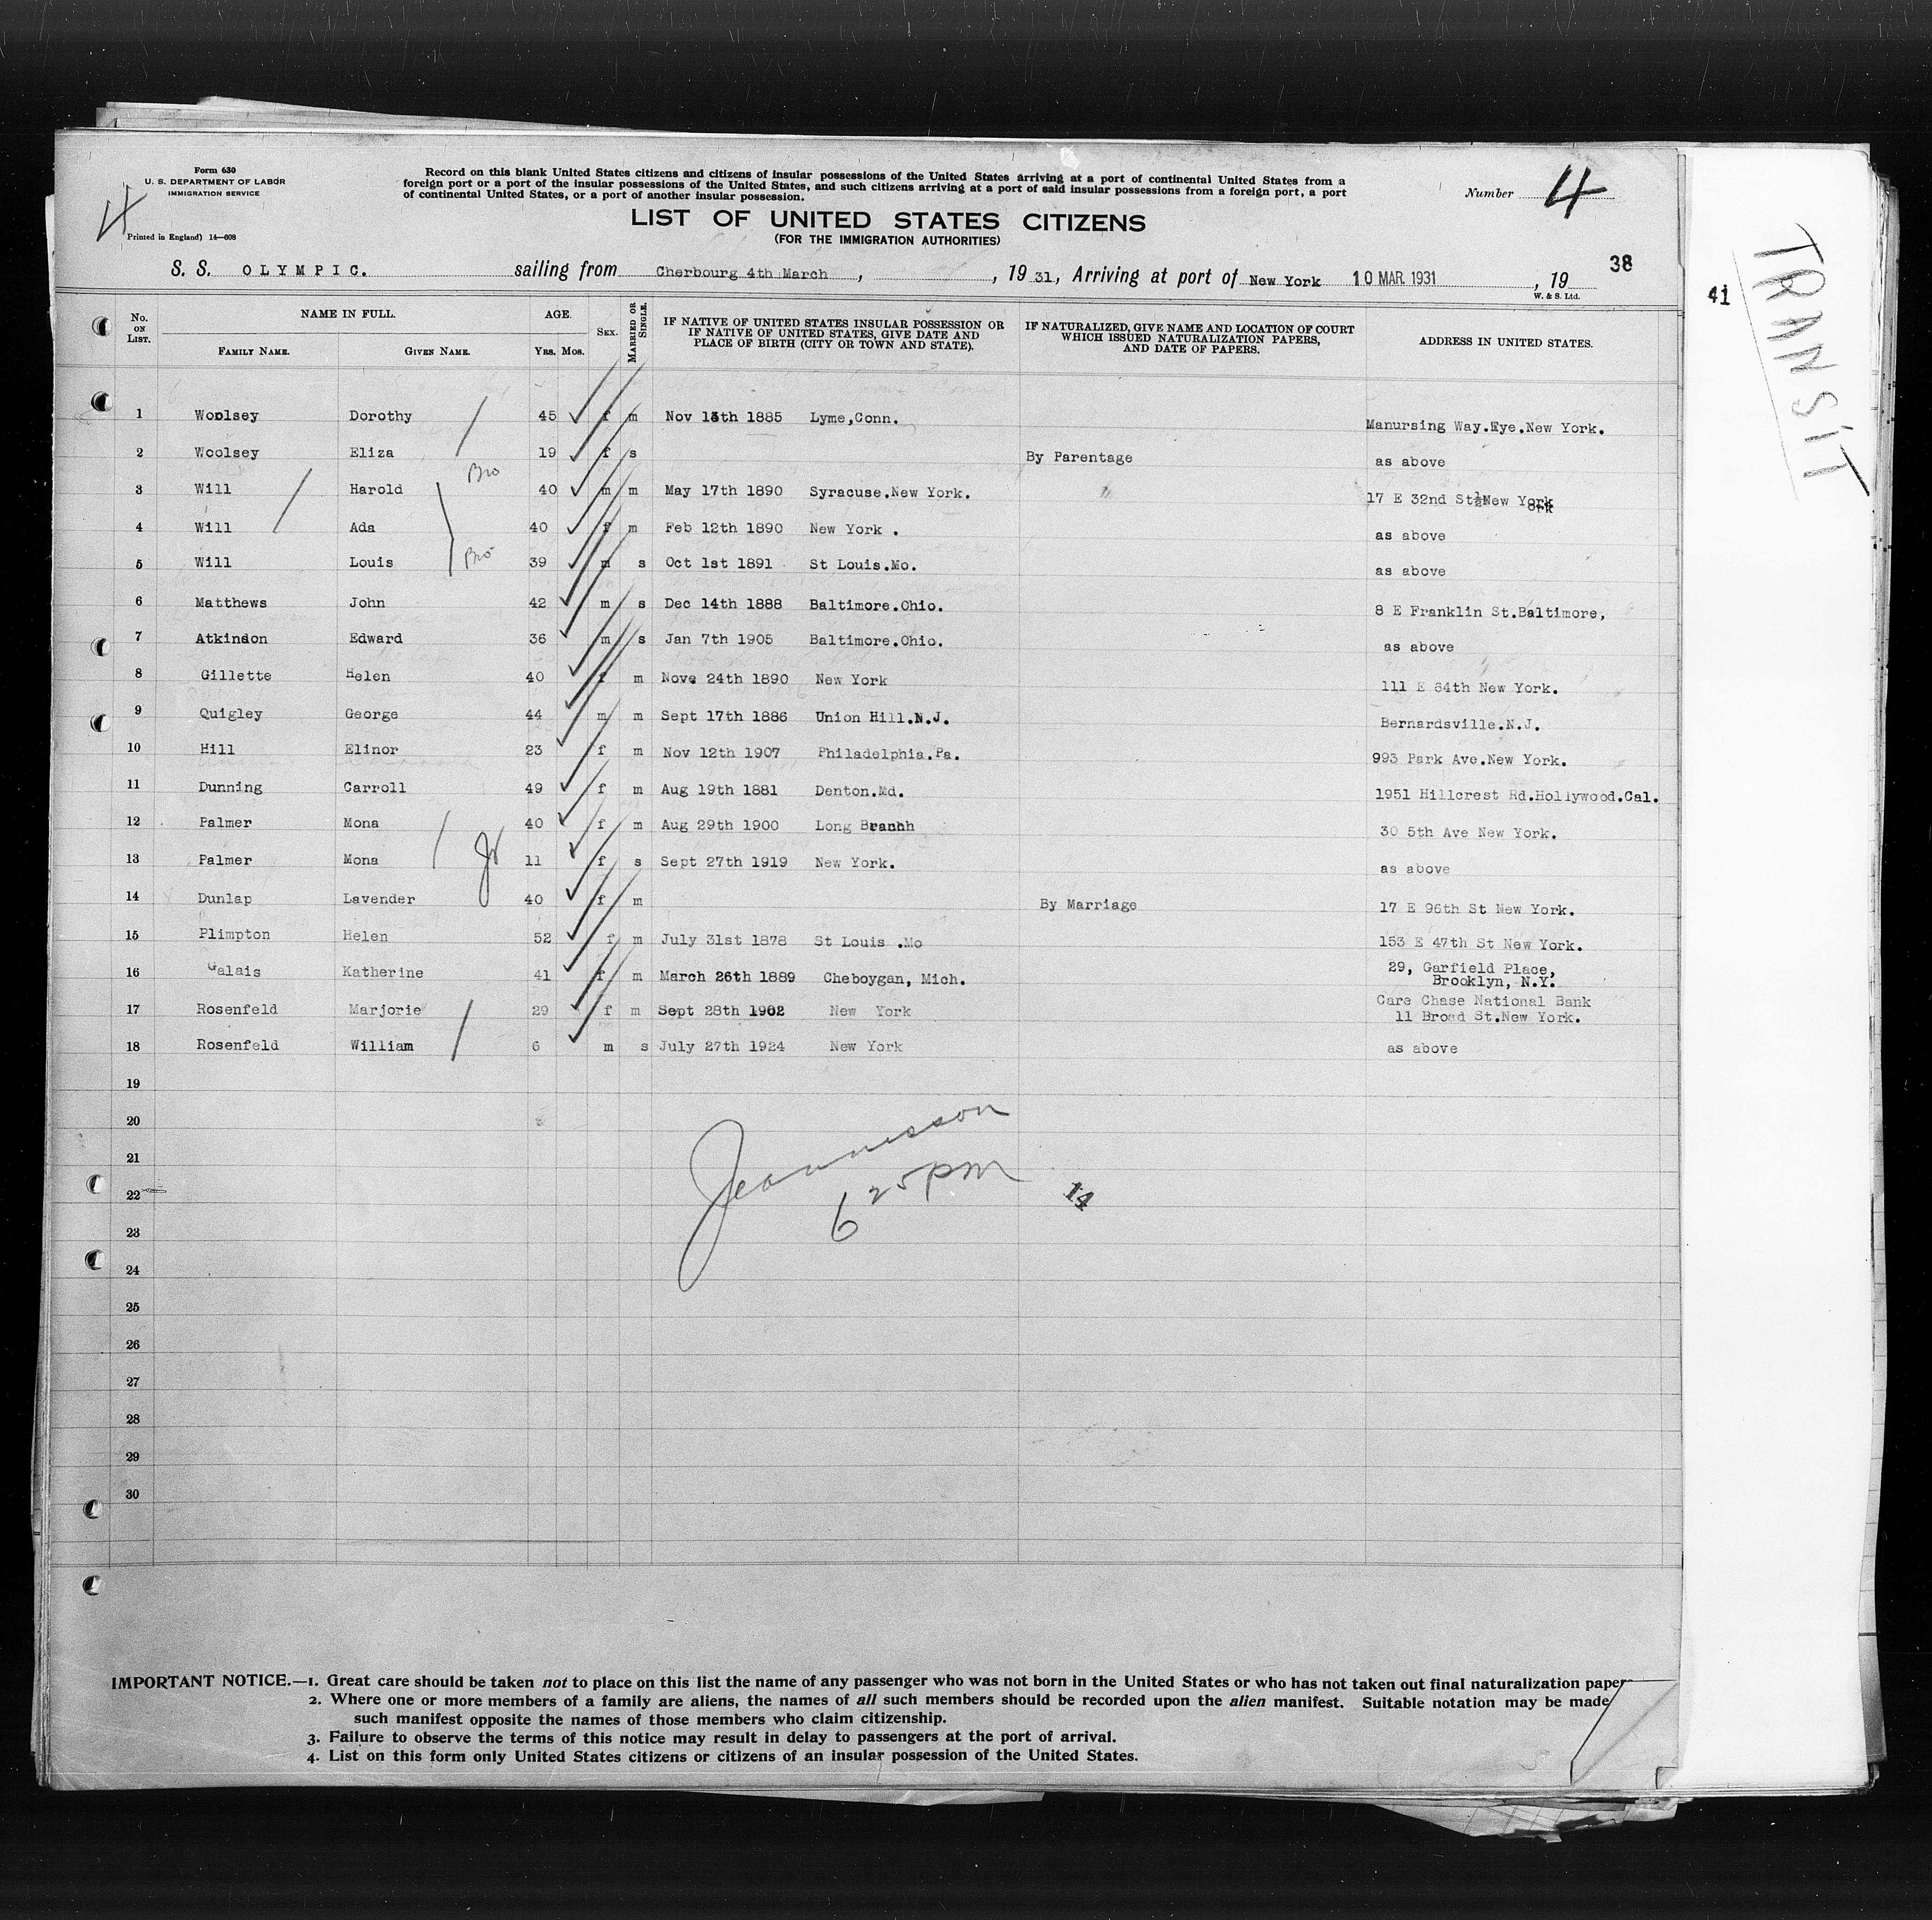 Form 630
U. S. DEPARTMENT OF LABOR
IMMIGRATION SERVICE
4
Printed in England) 14—608
Record on this blank United States citizens and citizens of insular possessions of the United States arriving at a port of continental United States from a
foreign port or a port of the insular possessions of the United States, and such citizens arriving at a port of said insular possessions from a foreign port, a port
of continental United States, or a port of another insular possession.
Number 4
LIST OF UNITED STATES CITIZENS
(FOR THE IMMIGRATION AUTHORITIES)
38
S. S. OLYMPIC. sailing from Cherbourg 4th March , , 19 31, Arriving at port of New York 10 MAR. 1931 , 19
W. & S. Ltd.
41
TRANSIT
No. ON LIST. NAME IN FULL. AGE. SEX. MARRIED OR SINGLE. IF NATIVE OF UNITED STATES INSULAR POSSESSION OR IF NATIVE OF UNITED STATES, GIVE DATE AND PLACE OF BIRTH (CITY OR TOWN AND STATE). IF NATURALIZED, GIVE NAME AND LOCATION OF COURT WHICH ISSUED NATURALIZATION PAPERS, AND DATE OF PAPERS. ADDRESS IN UNITED STATES.
FAMILY NAME. GIVEN NAME. YRS. MOS.
1 Woolsey Dorothy 45 f m Nov 13th 1885 Lyme,Conn. Manursing Way.Eye.New York.
2 Woolsey Eliza 19 f s By Parentage as above
Bro
3 Will Harold 40 m m May 17th 1890 Syracuse.New York. 17 E 32nd St½New York
ork
4 Will Ada 40 f m Feb 12th 1890 New York . as above
Bro
5 Will Louis 39 m s Oct 1st 1891 St Louis.Mo. as above
6 Matthews John 42 m s Dec 14th 1888 Baltimore.Ohio. 8 E Franklin St.Baltimore,
7 Atkindon Edward 36 m s Jan 7th 1905 Baltimore.Ohio. as above
8 Gillette Helen 40 f m Nove 24th 1890 New York 111 E 64th New York.
9 Quigley George 44 m m Sept 17th 1886 Union Hill.N.J. Bernardsville.N.J.
10 Hill Elinor 23 f m Nov 12th 1907 Philadelphia.Pa. 993 Park Ave.New York.
11 Dunning Carroll 49 f m Aug 19th 1881 Denton.Md. 1951 Hillcrest Rd.Hollywood.Cal.
12 Palmer Mona 40 f m Aug 29th 1900 Long Branhh 30 5th Ave New York.
13 Palmer Mona Jr 11 f s Sept 27th 1919 New York. as above
14 Dunlap Lavender 40 f m By Marriage 17 E 96th St New York.
15 Plimpton Helen 52 f m July 31st 1878 St Louis .Mo 153 E 47th St New York.
16 Galais Katherine 41 f m March 26th 1889 Cheboygan, Mich. 29, Garfield Place,
Brooklyn, N.Y.
17 Rosenfeld Marjorie 29 f m Sept 28th 1902 New York Care Chase National Bank
11 Broad St.New York.
18 Rosenfeld William 6 m s July 27th 1924 New York as above
19
20
21
22
23
24
25
26
27
28
29
30
6 25 PM
14
IMPORTANT NOTICE.—1. Great care should be taken not to place on this list the name of any passenger who was not born in the United States or who has not taken out final naturalization paper
2. Where one or more members of a family are aliens, the names of all such members should be recorded upon the alien manifest. Suitable notation may be made
such manifest opposite the names of those members who claim citizenship.
3. Failure to observe the terms of this notice may result in delay to passengers at the port of arrival.
4. List on this form only United States citizens or citizens of an insular possession of the United States.